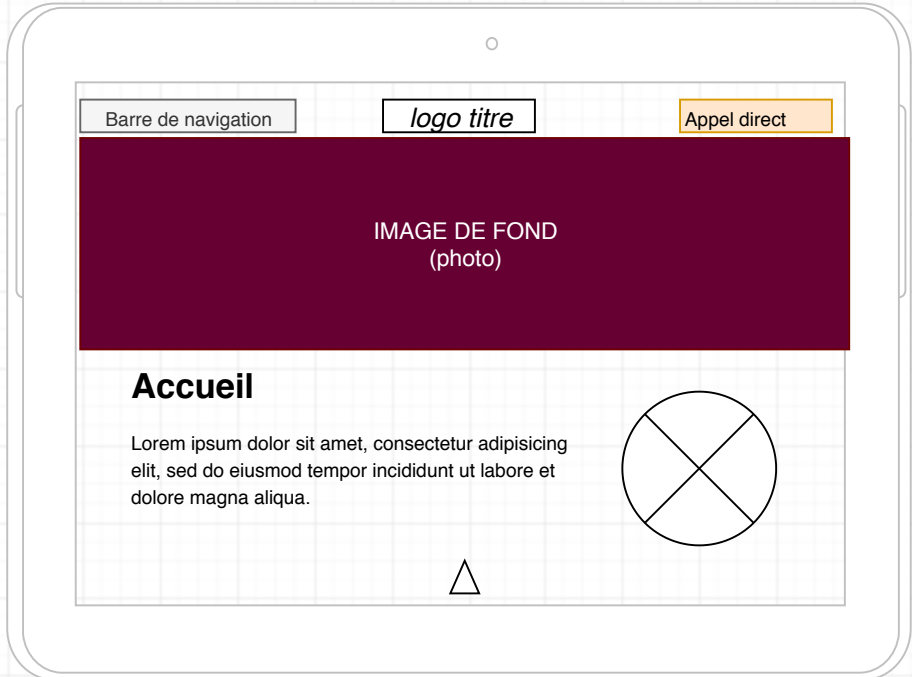 Barre de navigation
logo titre
Appel direct
IMAGE DE FOND
(photo)
Accueil
Lorem ipsum dolor sit amet, consectetur adipisicing
elit, sed do eiusmod tempor incididunt ut labore et
dolore magna aliqua.